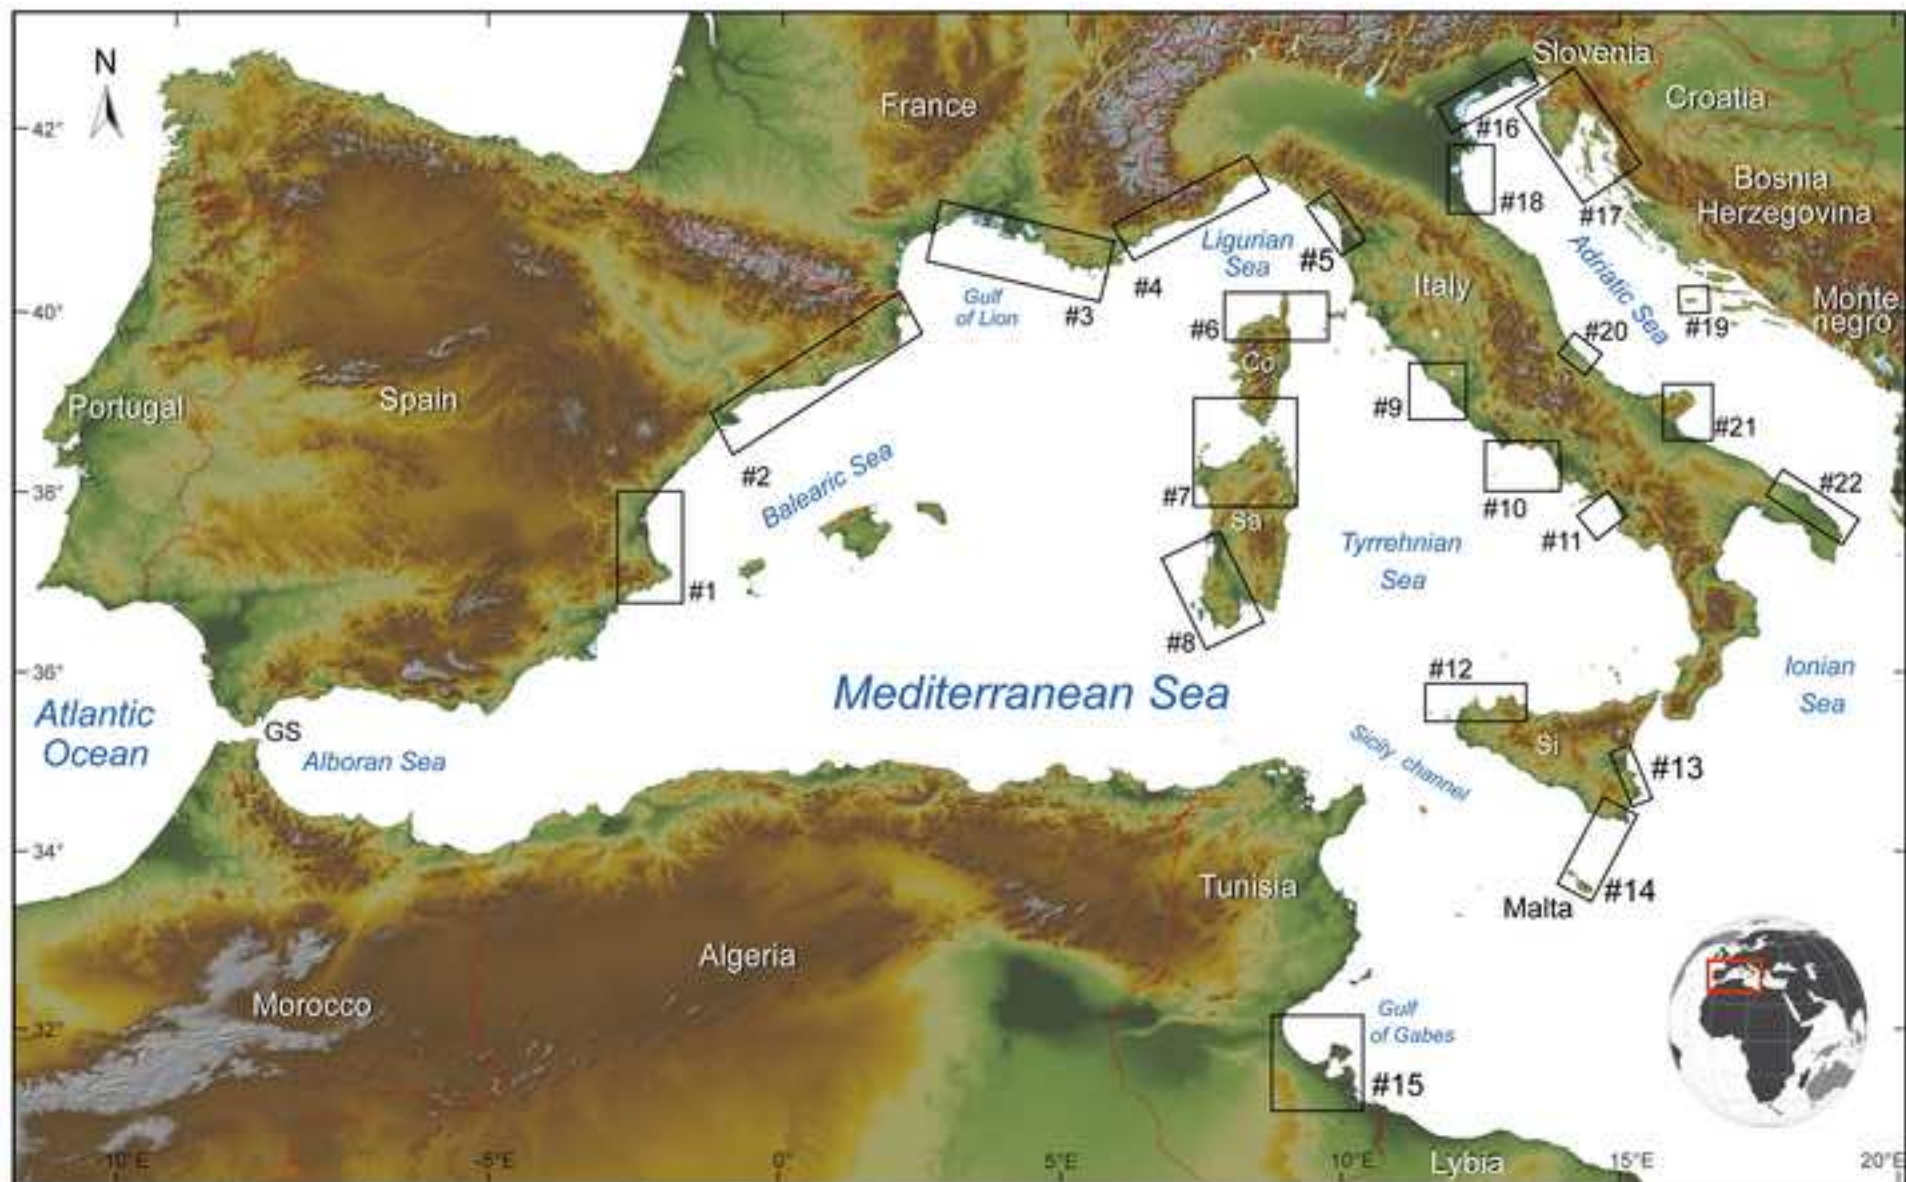 N
Slovenia
Croatia
France
42°
#16
Bosnia
Herzegovina
#18
#17
Ligurian
Sea
#5
Adriatic Sea
#4
Italy
Gulf
of Lion
#3
Monte
negro
40°
#6
#19
#20
Co
Portugal
Spain
#9
#21
#2
Balearic Sea
38°
#7
#22
Sa
#10
#11
Tyrrehnian
Sea
#1
#8
36°
#12
Ionian
Sea
Mediterranean Sea
Atlantic
Ocean
GS
Si
Sicily channel
Alboran Sea
#13
34°
Tunisia
#14
Malta
Algeria
Morocco
32°
Gulf
of Gabes
#15
-10°E
-5°E
0°
5°E
10°E
Lybia
15°E
20°E